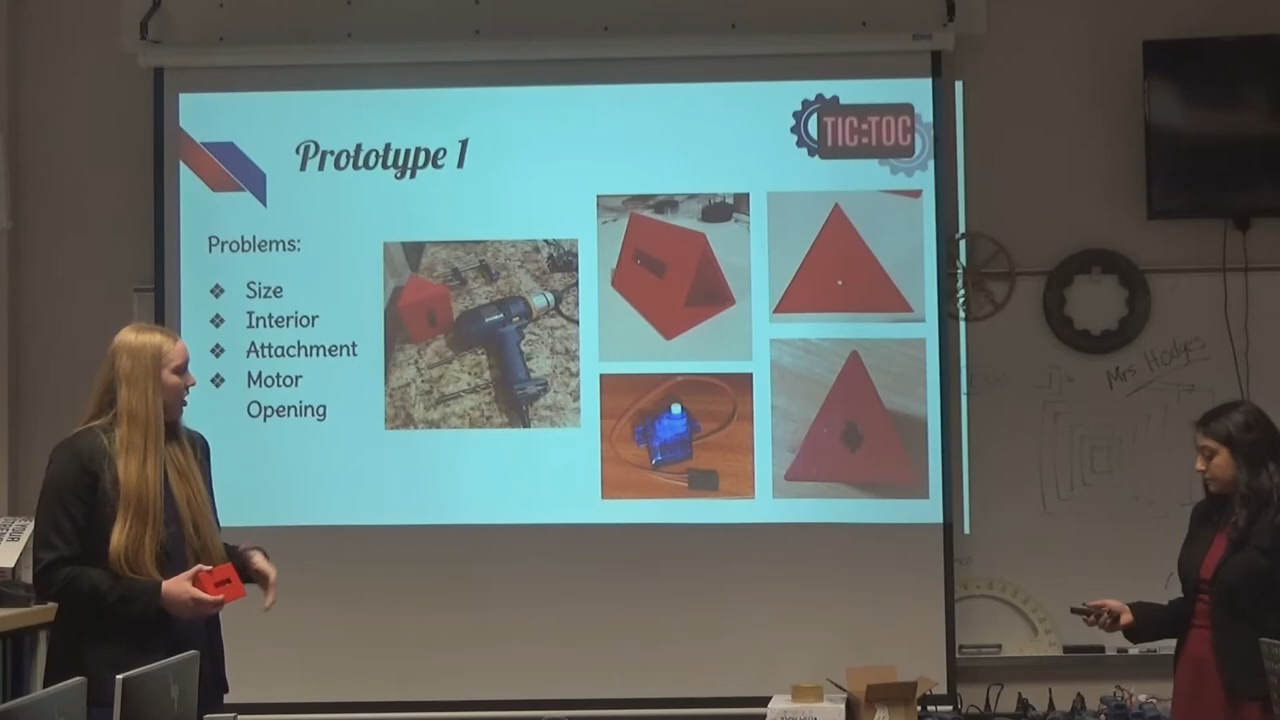 Prototype 1
TIC:TOC
Problems:
❖ Size
❖ Interior
❖ Attachment
❖ Motor
Opening
Mrs Hodges